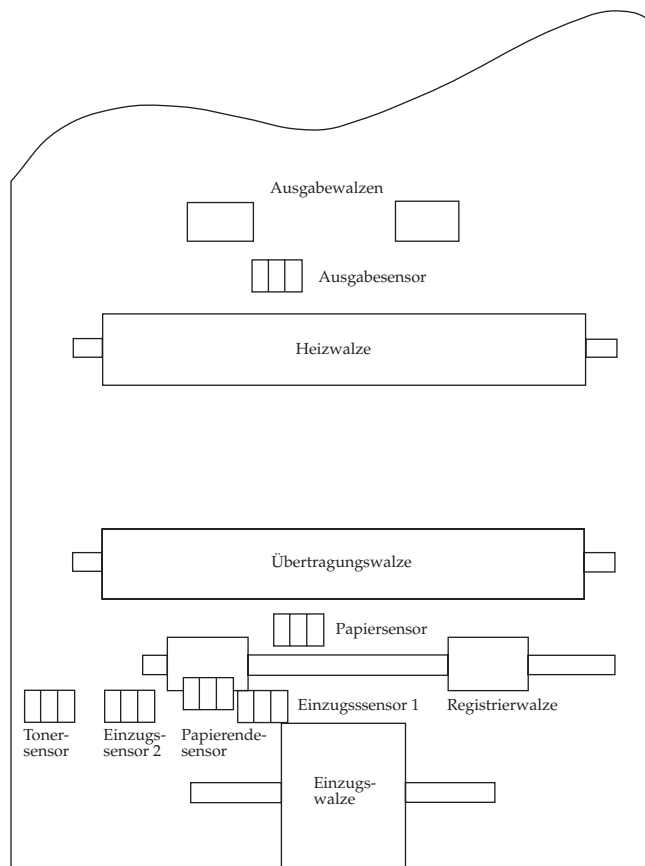 Ausgabewalzen
Ausgabesensor
Heizwalze
Übertragungswalze
Papiersensor
Einzugsssensor 1
Registrierwalze
Toner-
sensor
Einzugs-
sensor 2
Papierende-
sensor
Einzugs-
walze